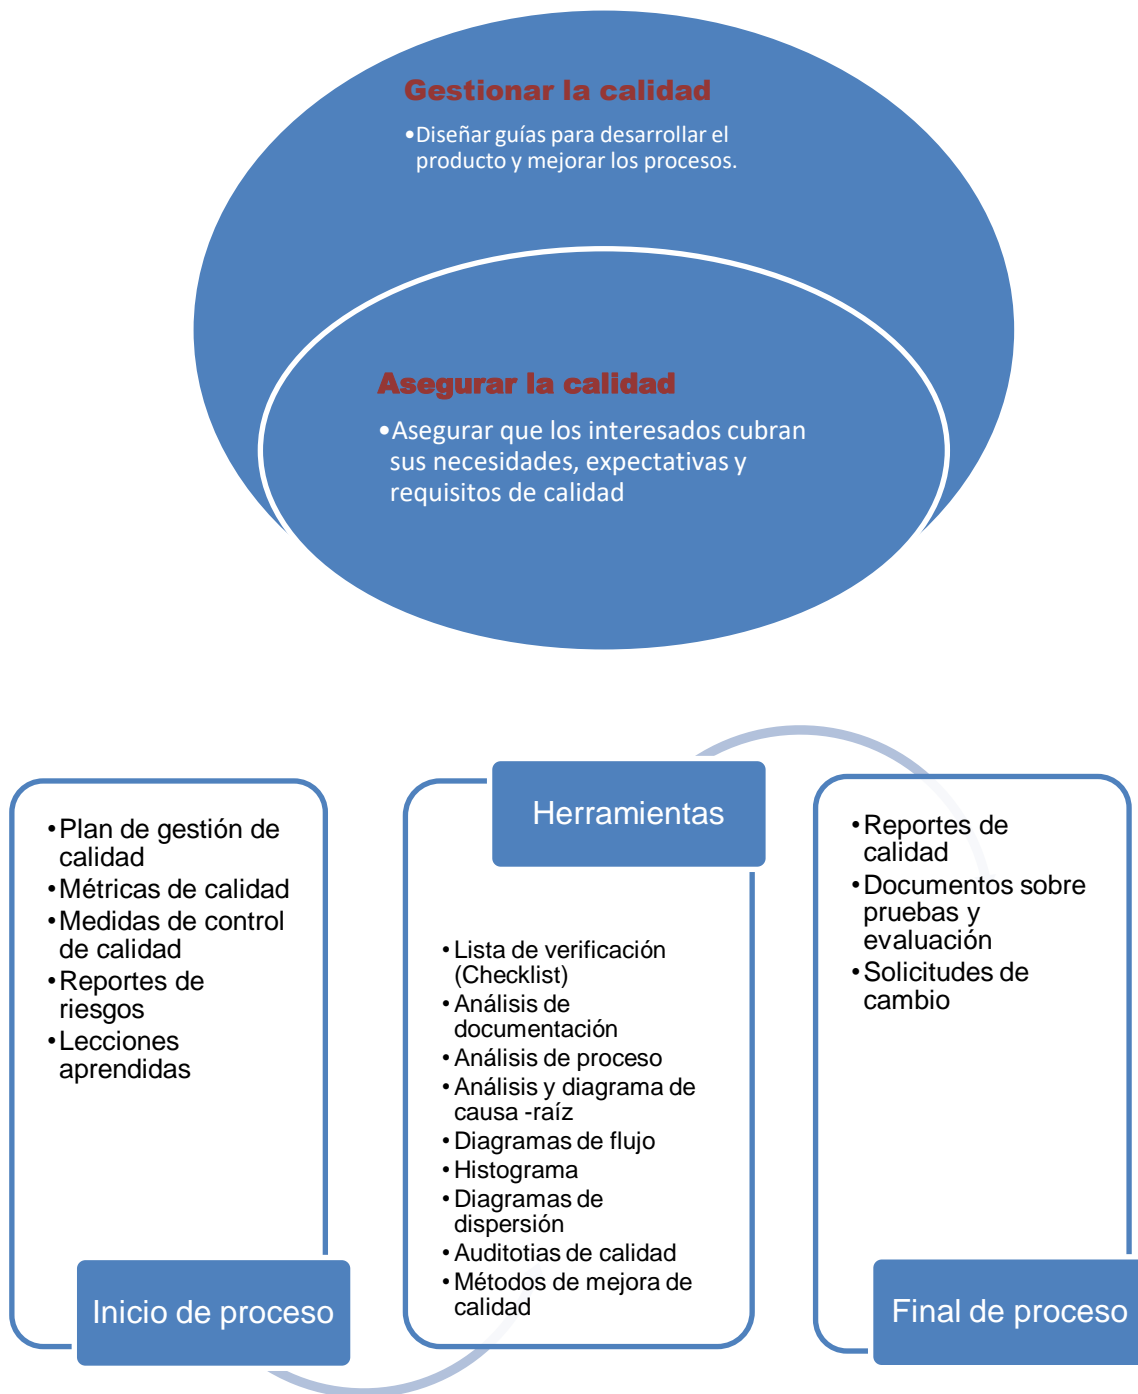 Gestionar la calidad
•Diseñar guías para desarrollar el
producto y mejorar los procesos.
Asegurar la calidad
•Asegurar que los interesados cubran
sus necesidades, expectativas y
requisitos de calidad
•Plan de gestión de
calidad
•Métricas de calidad
•Medidas de control
de calidad
•Reportes de
riesgos
•Lecciones
aprendidas
Inicio de proceso
Herramientas
•Lista de verificación
(Checklist)
•Análisis de
documentación
•Análisis de proceso
•Análisis y diagrama de
causa -raíz
•Diagramas de flujo
•Histograma
•Diagramas de
dispersión
•Auditotias de calidad
•Métodos de mejora de
calidad
•Reportes de
calidad
•Documentos sobre
pruebas y
evaluación
•Solicitudes de
cambio
Final de proceso